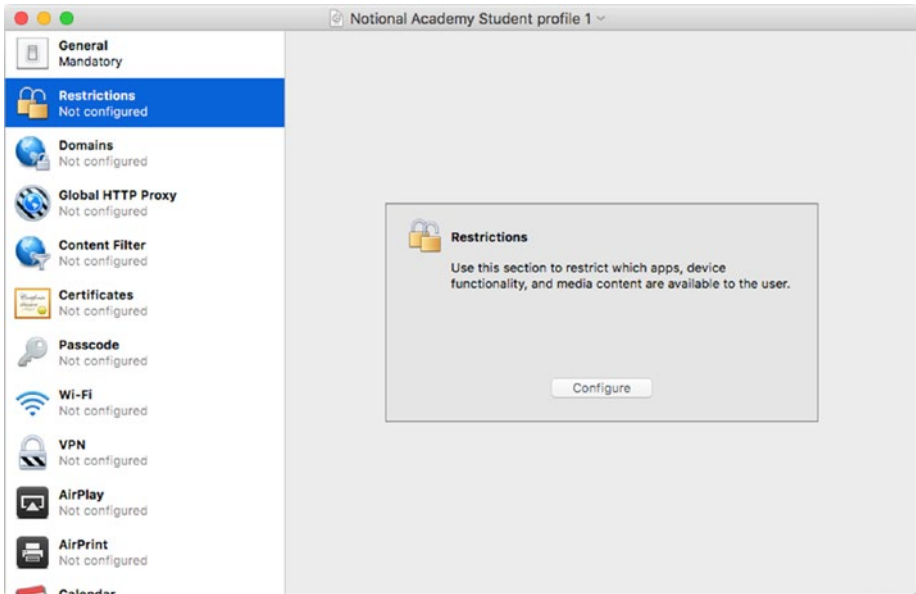 Notional Academy Student profile 1
General
Mandatory
Restrictions
Not configured
Domains
Not configured
Global HTTP Proxy
Not configured
Content Filter
Not configured
Certificates
Not configured
Passcode
Not configured
Wi-Fi
Not configured
VPN
Not configured
AirPlay
Not configured
AirPrint
Not configured
Calendar
Restrictions
Use this section to restrict which apps, device
functionality, and media content are available to the user.
Configure